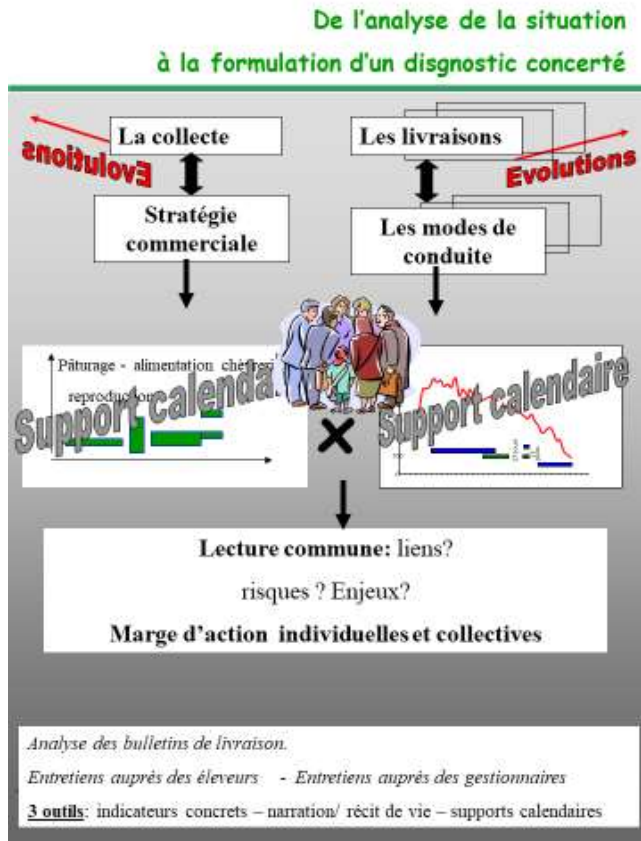 De l'analyse de la situation
à la formulation d'un disgnostic concerté
La collecte
Les livraisons
Evolutions
Evolutions
Stratégie
commerciale
Les modes de
conduite
Pâturage - alimentation chèvrerie
reproduction
Support calendaire
Support calendaire
Lecture commune: liens?
risques ? Enjeux?
Marge d'action individuelles et collectives
Analyse des bulletins de livraison.
Entretiens auprès des éleveurs - Entretiens auprès des gestionnaires
3 outils: indicateurs concrets – narration/ récit de vie – supports calendaires